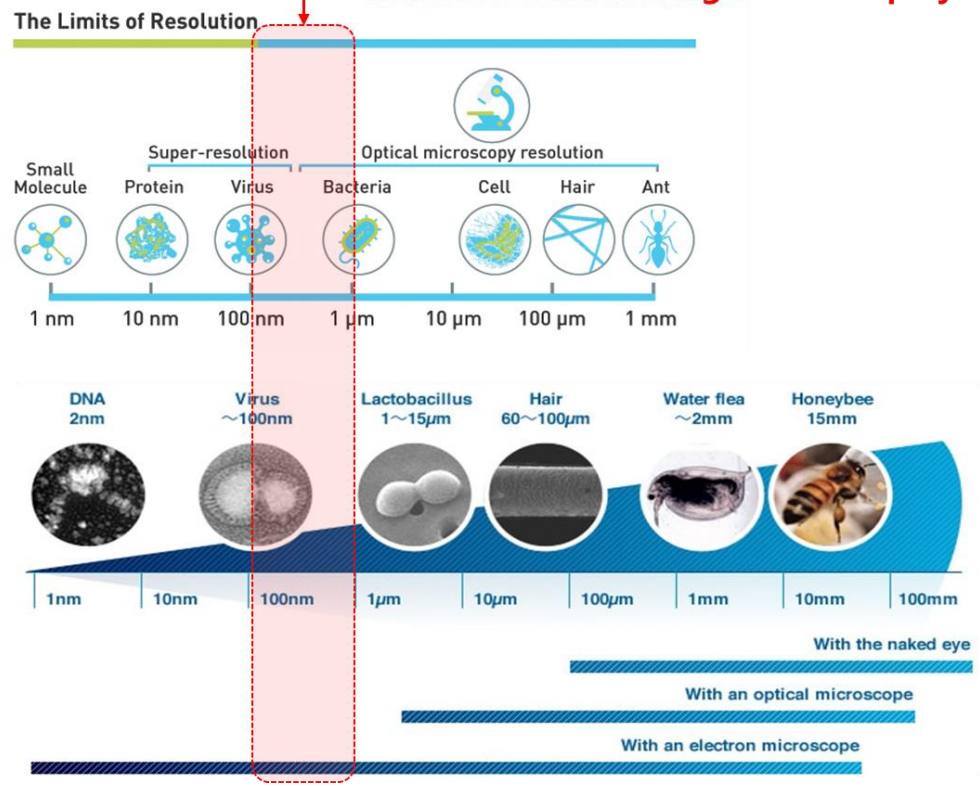 The Limits of Resolution
Super-resolution
Optical microscopy resolution
Small
Molecule
Protein
Virus
Bacteria
Cell
Hair
Ant
1 nm
10 nm
100 nm
1 µm
10 µm
100 µm
1 mm
DNA
2nm
Virus
～100nm
Lactobacillus
1～15µm
Hair
60～100µm
Water flea
～2mm
Honeybee
15mm
1nm
10nm
100nm
1µm
10µm
100µm
1mm
10mm
100mm
With the naked eye
With an optical microscope
With an electron microscope